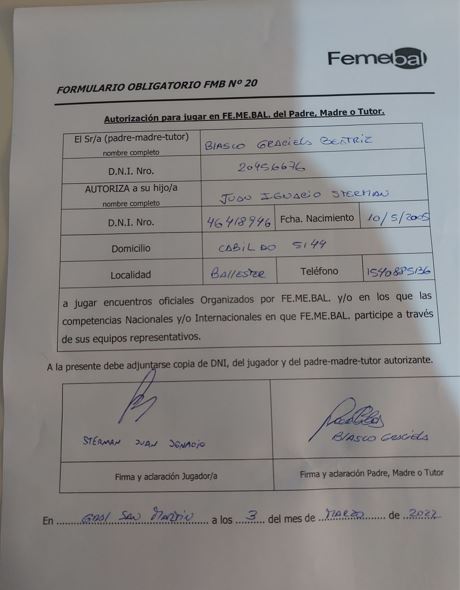 Femebal
FORMULARIO OBLIGATORIO FMB Nº 20
Autorización para jugar en FE.ME.BAL. del Padre, Madre o Tutor.
El Sr/a (padre-madre-tutor)
nombre completo
BIASCO GRACIELA BEATRIZ
D.N.I. Nro.
20456676
AUTORIZA a su hijo/a
nombre completo
JUAN IGNACIO STERMAN
D.N.I. Nro. 46418946 Fcha. Nacimiento 10/5/2005
Domicilio CABILDO 5149
Localidad BALLESTER Teléfono 1540885136
a jugar encuentros oficiales Organizados por FE.ME.BAL. y/o en los que las
competencias Nacionales y/o Internacionales en que FE.ME.BAL. participe a través
de sus equipos representativos.
A la presente debe adjuntarse copia de DNI, del jugador y del padre-madre-tutor autorizante.
STERMAN JUAN IGNACIO
BIASCO GRACIELA
Firma y aclaración Jugador/a
Firma y aclaración Padre, Madre o Tutor
En GRAL SAN MARTIN a los 3 del mes de MARZO de 2022